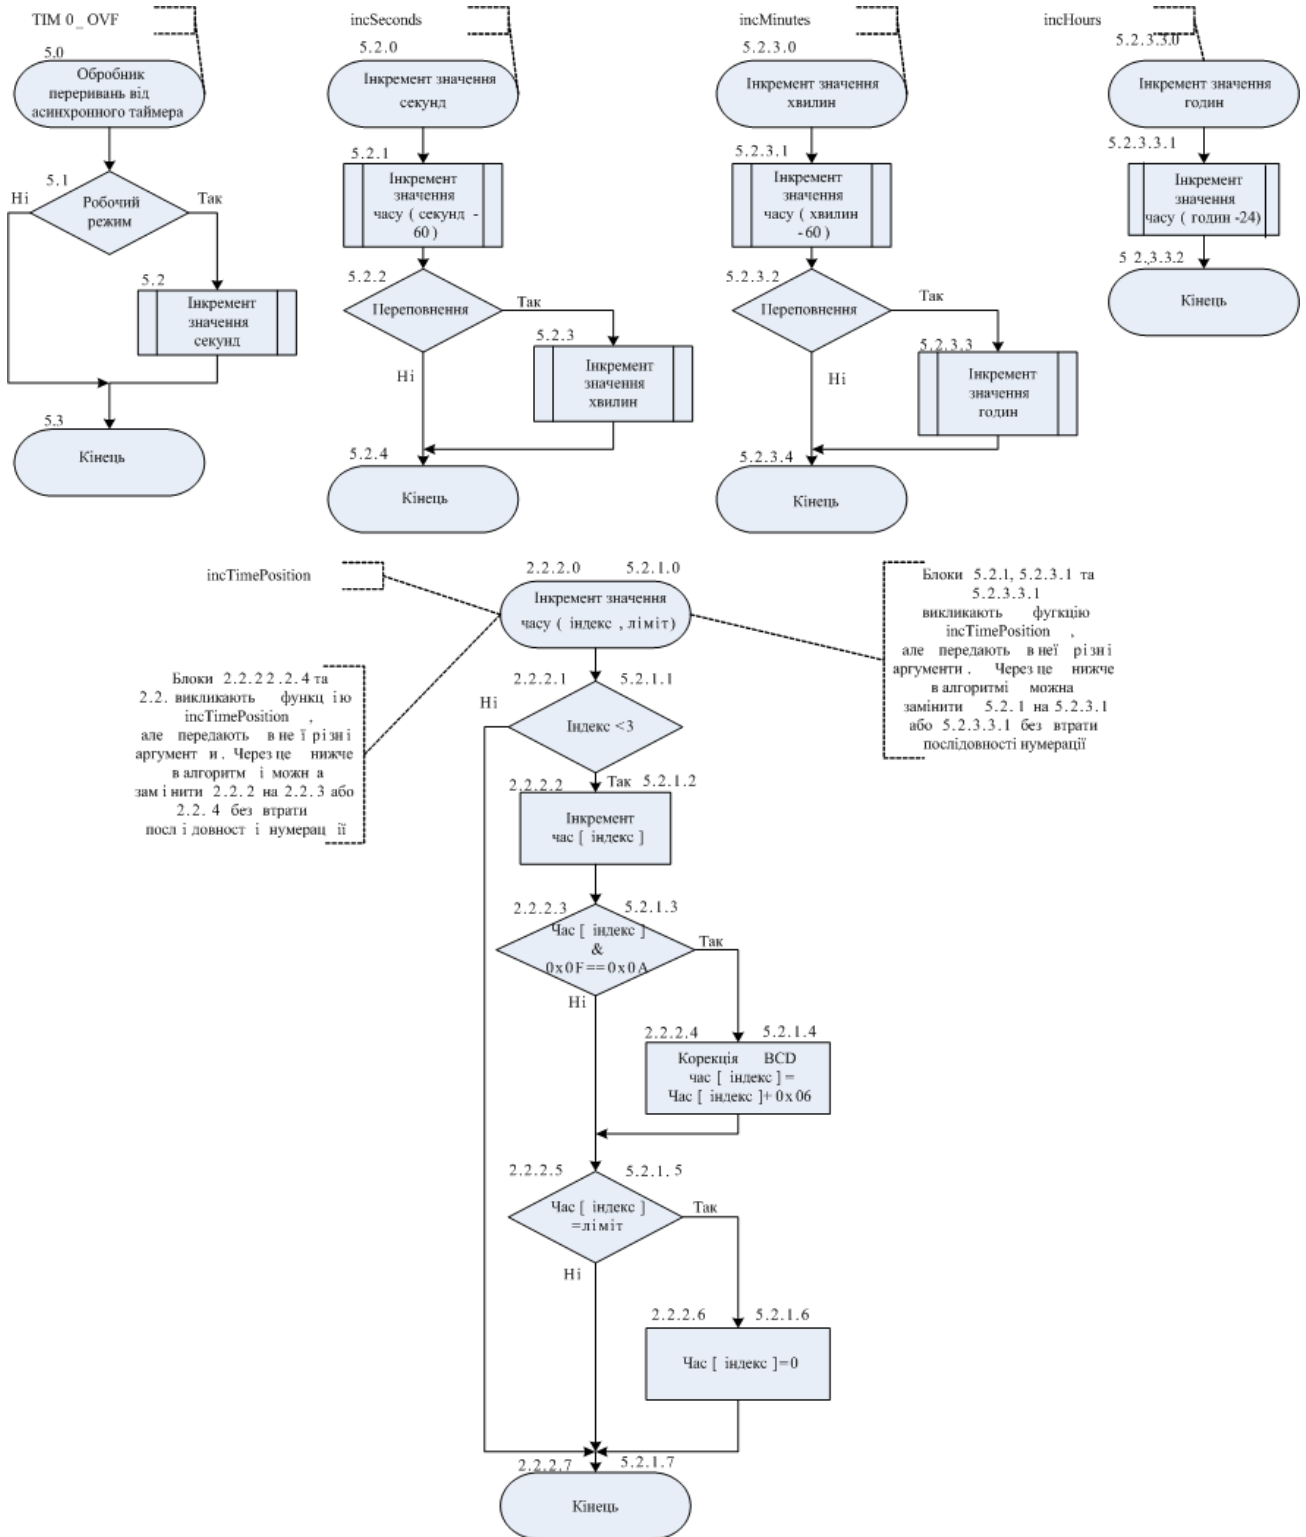 TIM 0_ OVF
5.0
Обробник
переривань від
асинхронного таймера
5.1
Ні
Так
Робочий
режим
5.2
Інкремент
значення
секунд
5.3
Кінець
incSeconds
5.2.0
Інкремент значення
секунд
5.2.1
Інкремент
значення
часу ( секунд -
60 )
5.2.2
Переповнення
Так
5.2.3
Інкремент
значення
хвилин
Ні
5.2.4
Кінець
incMinutes
5.2.3.0
Інкремент значення
хвилин
5.2.3.1
Інкремент
значення
часу ( хвилин
- 60 )
5.2.3.2
Переповнення
Так
5.2.3.3
Інкремент
значення
годин
Ні
5.2.3.4
Кінець
incHours
5.2.3.3.0
Інкремент значення
годин
5.2.3.3.1
Інкремент
значення
часу ( годин -24)
5 2.3.3.2
Кінець
incTimePosition
2.2.2.0
5.2.1.0
Інкремент значення
часу ( індекс , ліміт)
Блоки 5.2.1, 5.2.3.1 та
5.2.3.3.1
викликають фугкцію
incTimePosition ,
але передають в неї різні
аргументи . Через це нижче
в алгоритмі можна
замінити 5.2.1 на 5.2.3.1
або 5.2.3.3.1 без втрати
послідовності нумерації
Блоки 2.2.22.2.4 та
2.2. викликають функц ію
incTimePosition ,
але передають в не ї різні
аргумент и . Через це нижче
в алгоритм і можн а
зам і нити 2.2.2 на 2.2.3 або
2.2. 4 без втрати
посл і довност і нумерац ії
2.2.2.1
5.2.1.1
Ні
Індекс <3
2.2.2.2
Так
5.2.1.2
Інкремент
час [ індекс ]
2.2.2.3
5.2.1.3
Час [ індекс ]
&
0x0F==0x0A
Так
Ні
2.2.2.4
5.2.1.4
Корекція BCD
час [ індекс ] =
Час [ індекс ]+ 0x06
2.2.2.5
5.2.1. 5
Час [ індекс ]
=ліміт
Так
Ні
2.2.2.6
5.2.1.6
Час [ індекс ]=0
2.2.2.7
5.2.1.7
Кінець